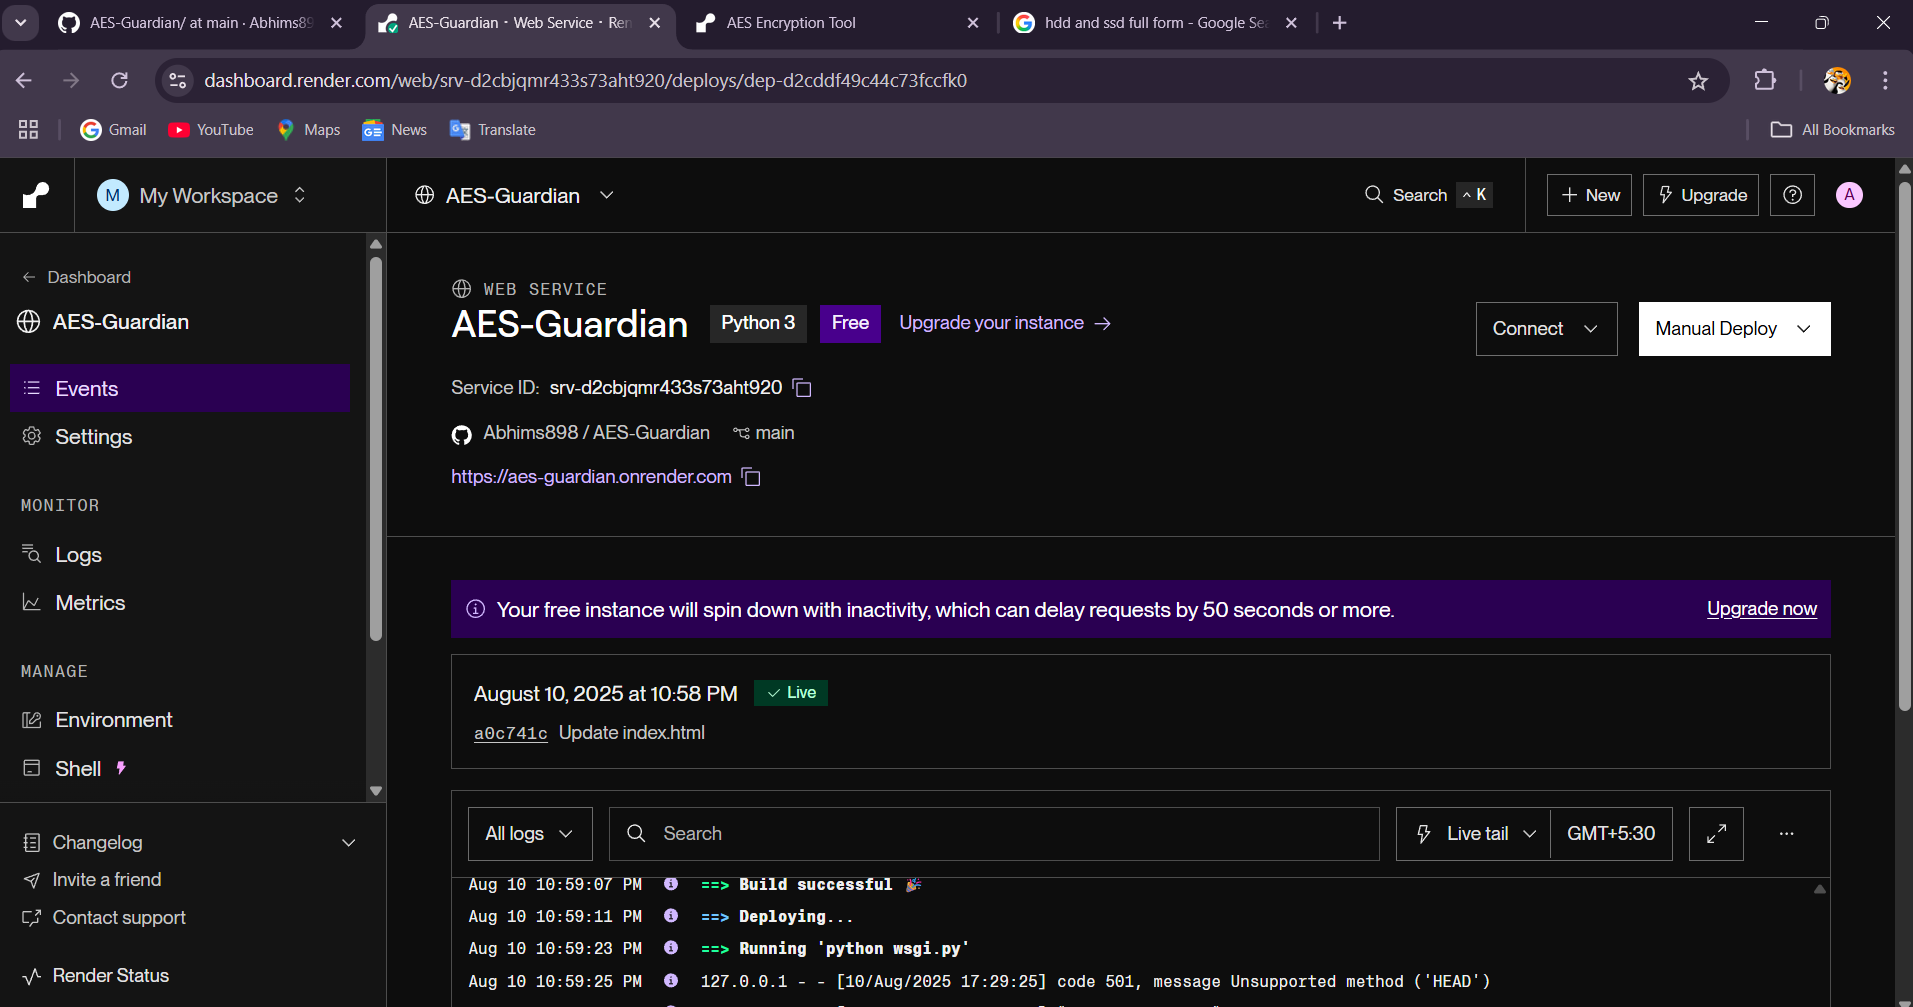 AES-Guardian/ at main · Abhims89
AES-Guardian · Web Service · Ren
AES Encryption Tool
hdd and ssd full form - Google Sea
dashboard.render.com/web/srv-d2cbjqmr433s73aht920/deploys/dep-d2cddf49c44c73fccfk0
Gmail
YouTube
Maps
News
Translate
All Bookmarks
M My Workspace
AES-Guardian
Search ^ K
+ New
Upgrade
A
← Dashboard
AES-Guardian
Events
Settings
MONITOR
Logs
Metrics
MANAGE
Environment
Shell
Changelog
Invite a friend
Contact support
Render Status
WEB SERVICE
AES-Guardian Python 3 Free Upgrade your instance →
Connect
Manual Deploy
Service ID: srv-d2cbjqmr433s73aht920
Abhims898 / AES-Guardian main
https://aes-guardian.onrender.com
Your free instance will spin down with inactivity, which can delay requests by 50 seconds or more. Upgrade now
August 10, 2025 at 10:58 PM ✓ Live
a0c741c Update index.html
All logs
Search
Live tail
GMT+5:30
...
Aug 10 10:59:07 PM ==> Build successful 🎉
Aug 10 10:59:11 PM ==> Deploying...
Aug 10 10:59:23 PM ==> Running 'python wsgi.py'
Aug 10 10:59:25 PM 127.0.0.1 - - [10/Aug/2025 17:29:25] code 501, message Unsupported method ('HEAD')